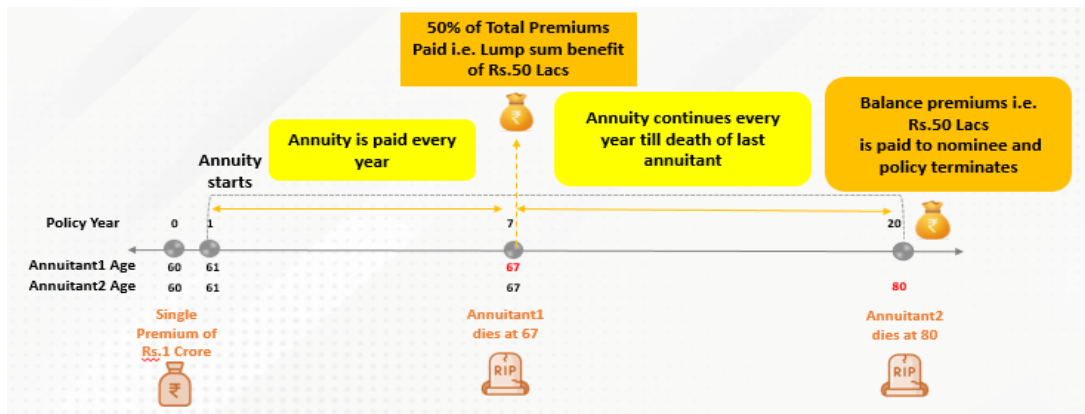 50% of Total Premiums
Paid i.e. Lump sum benefit
of Rs.50 Lacs
Balance premiums i.e.
Rs.50 Lacs
is paid to nominee and
policy terminates
Annuity is paid every
year
Annuity continues every
year till death of last
annuitant
Annuity
starts
Policy Year 0 1 7 20
Annuitant1 Age 60 61 67
Annuitant2 Age 60 61 67 80
Single
Premium of
Rs.1 Crore
₹
Annuitant1
dies at 67
RIP
Annuitant2
dies at 80
RIP
₹
₹